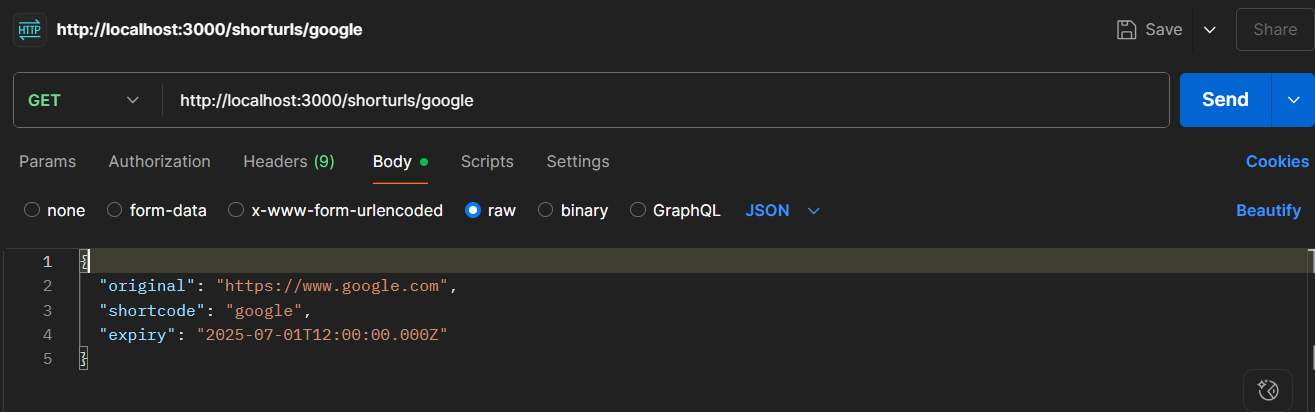 HTTP http://localhost:3000/shorturls/google Save Share
GET http://localhost:3000/shorturls/google Send
Params Authorization Headers (9) Body Scripts Settings Cookies
none form-data x-www-form-urlencoded raw binary GraphQL JSON Beautify
1 {
2 "original": "https://www.google.com",
3 "shortcode": "google",
4 "expiry": "2025-07-01T12:00:00.000Z"
5 }